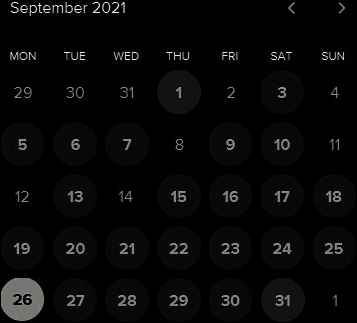 September 2021
MON TUE WED THU FRI SAT SUN
29 30 31 1 2 3 4
5 6 7 8 9 10 11
12 13 14 15 16 17 18
19 20 21 22 23 24 25
26 27 28 29 30 31 1